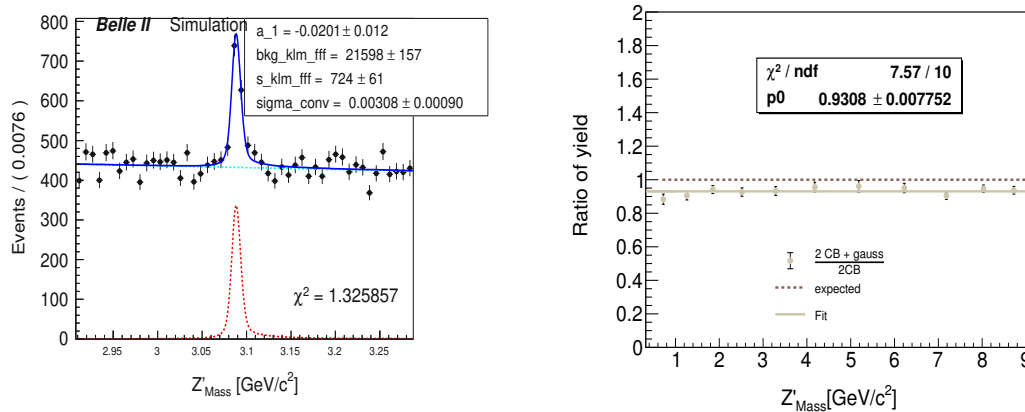 Belle II Simulation
a_1 = -0.0201 ± 0.012
bkg_klm_fff = 21598 ± 157
s_klm_fff = 724 ± 61
sigma_conv = 0.00308 ± 0.00090
Events / ( 0.0076 )
800
700
600
500
400
300
200
100
0
χ² = 1.325857
2.95 3 3.05 3.1 3.15 3.2 3.25
Z'Mass [GeV/c²]
Ratio of yield
2
1.8
1.6
1.4
1.2
1
0.8
0.6
0.4
0.2
0
χ² / ndf 7.57 / 10
p0 0.9308 ± 0.007752
2 CB + gauss
2CB
expected
Fit
1 2 3 4 5 6 7 8 9
Z'Mass[GeV/c²]